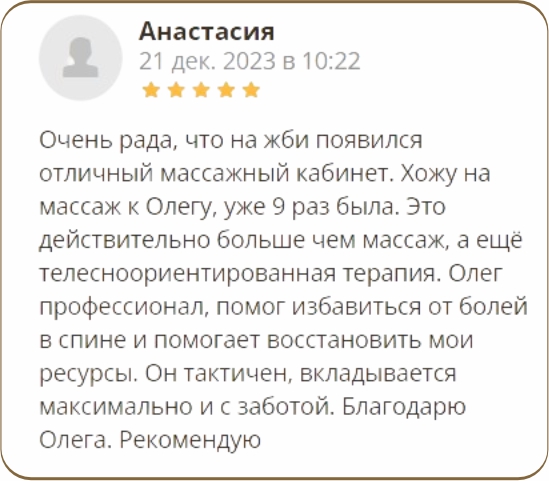 Анастасия
21 дек. 2023 в 10:22
Очень рада, что на жби появился
отличный массажный кабинет. Хожу на
массаж к Олегу, уже 9 раз была. Это
действительно больше чем массаж, а ещё
телесноориентированная терапия. Олег
профессионал, помог избавиться от болей
в спине и помогает восстановить мои
ресурсы. Он тактичен, вкладывается
максимально и с заботой. Благодарю
Олега. Рекомендую